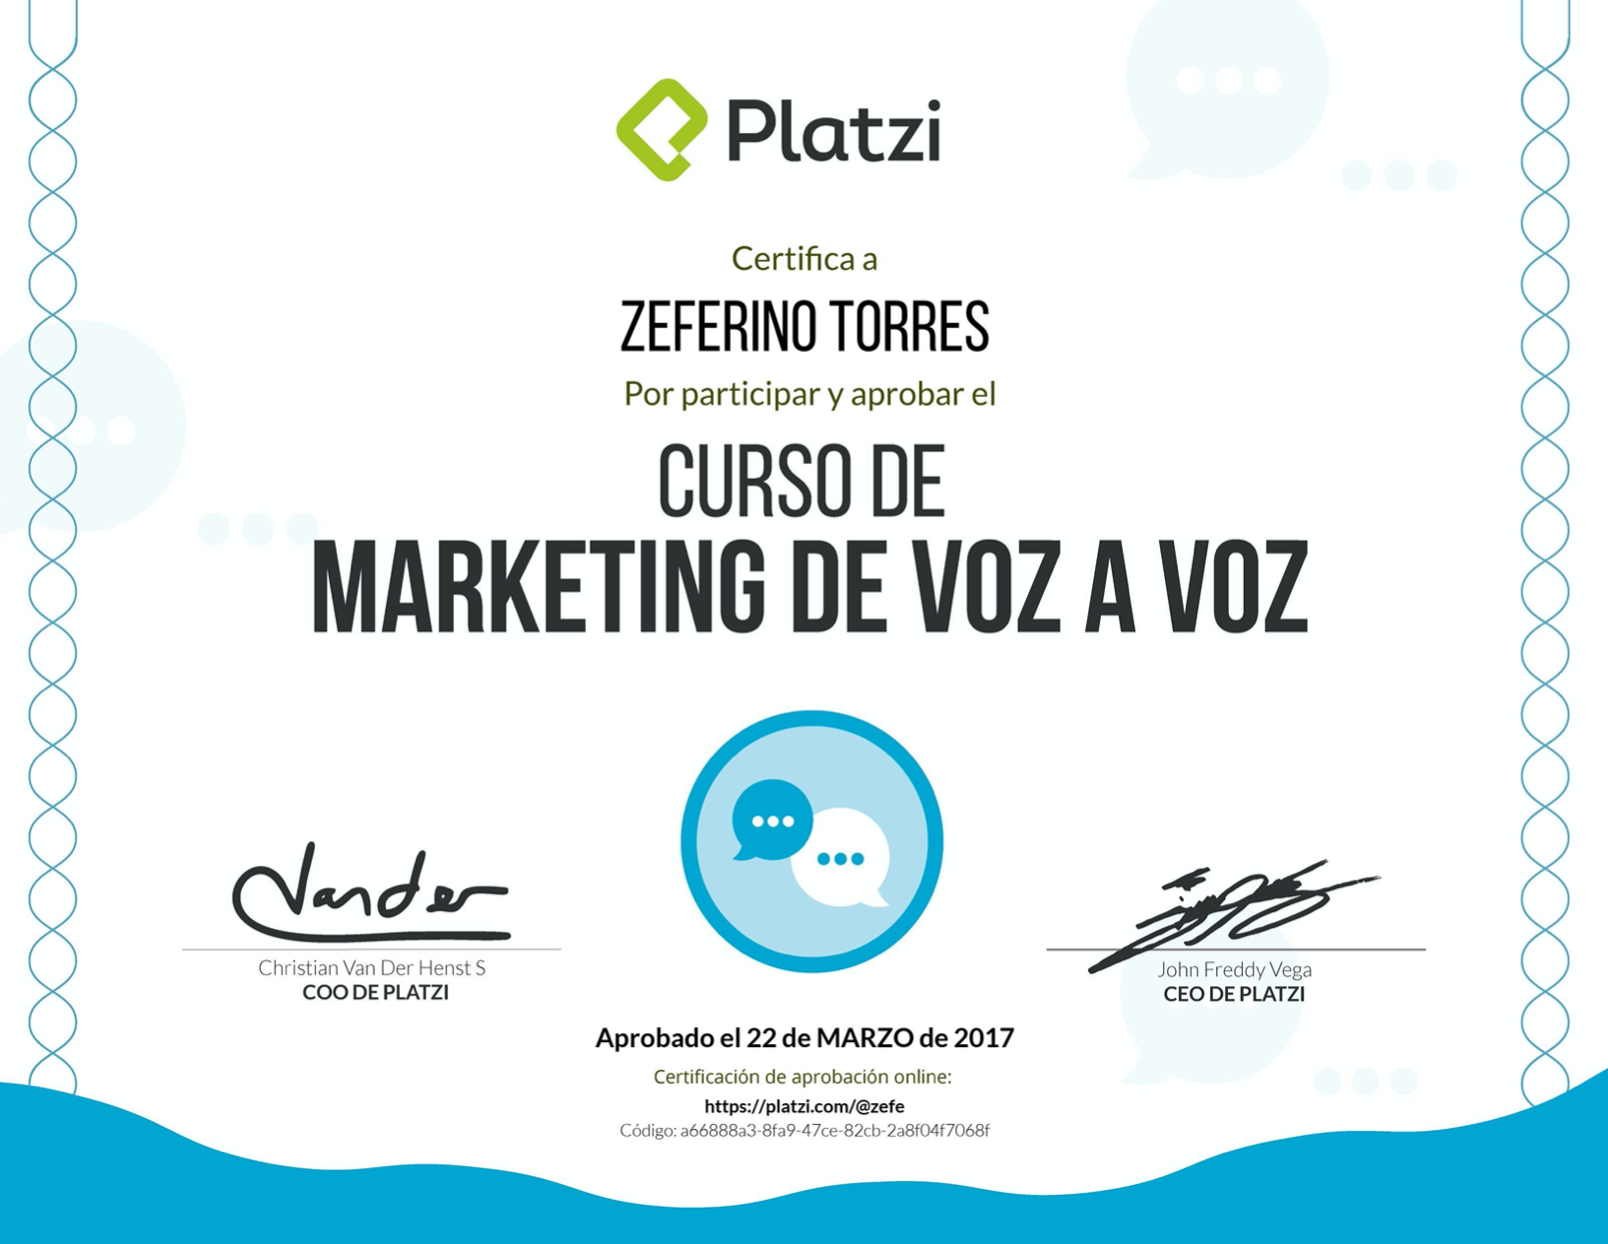 Platzi
Certifica a
ZEFERINO TORRES
Por participar y aprobar el
CURSO DE
MARKETING DE VOZ A VOZ
Vander
Christian Van Der Henst S
COO DE PLATZI
John Freddy Vega
CEO DE PLATZI
Aprobado el 22 de MARZO de 2017
Certificación de aprobación online:
https://platzi.com/@zefe
Código: a66888a3-8fa9-47ce-82cb-2a8f04f7068f